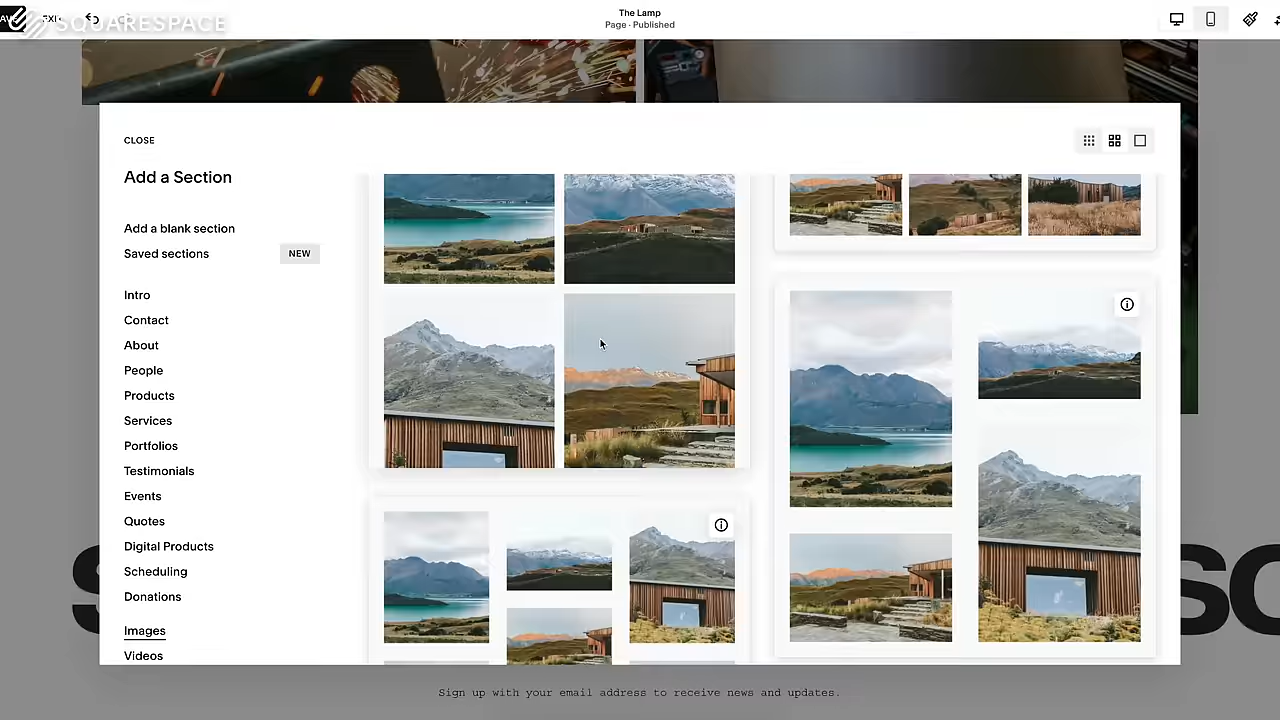 SQUARESPACE
The Lamp
Page · Published
CLOSE
Add a Section
Add a blank section
Saved sections
NEW
Intro
Contact
About
People
Products
Services
Portfolios
Testimonials
Events
Quotes
Digital Products
Scheduling
Donations
Images
Videos
Sign up with your email address to receive news and updates.